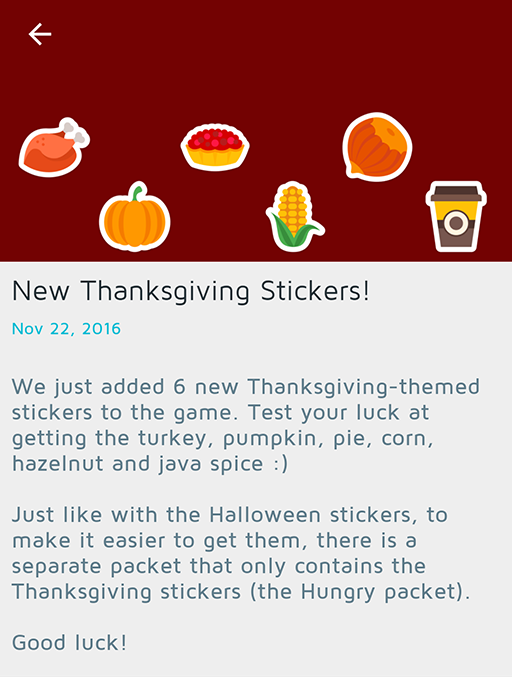 New Thanksgiving Stickers!
Nov 22, 2016
We just added 6 new Thanksgiving-themed
stickers to the game. Test your luck at
getting the turkey, pumpkin, pie, corn,
hazelnut and java spice :)
Just like with the Halloween stickers, to
make it easier to get them, there is a
separate packet that only contains the
Thanksgiving stickers (the Hungry packet).
Good luck!